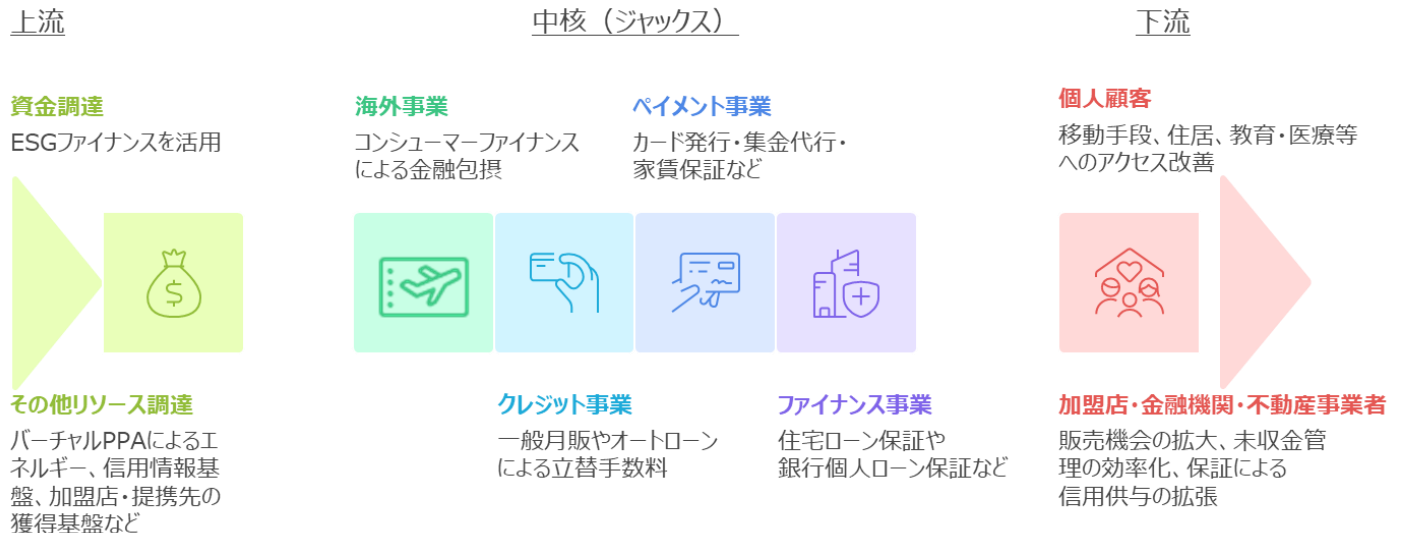 上流
中核（ジャックス）
下流
資金調達
ESGファイナンスを活用
海外事業
コンシューマーファイナンス
による金融包摂
ペイメント事業
カード発行・集金代行・
家賃保証など
個人顧客
移動手段、住居、教育・医療等
へのアクセス改善
$
その他リソース調達
バーチャルPPAによるエ
ネルギー、信用情報基
盤、加盟店・提携先の
獲得基盤など
クレジット事業
一般月販やオートローン
による立替手数料
ファイナンス事業
住宅ローン保証や
銀行個人ローン保証など
加盟店・金融機関・不動産事業者
販売機会の拡大、未収金管
理の効率化、保証による
信用供与の拡張